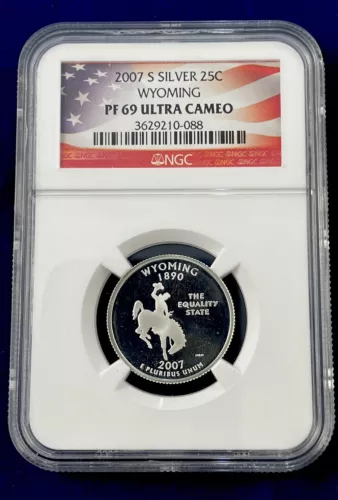 2007 S SILVER 25C
WYOMING
PF 69 ULTRA CAMEO
3629210-088
NGC
WYOMING
1890
THE
EQUALITY
STATE
2007
E PLURIBUS UNUM